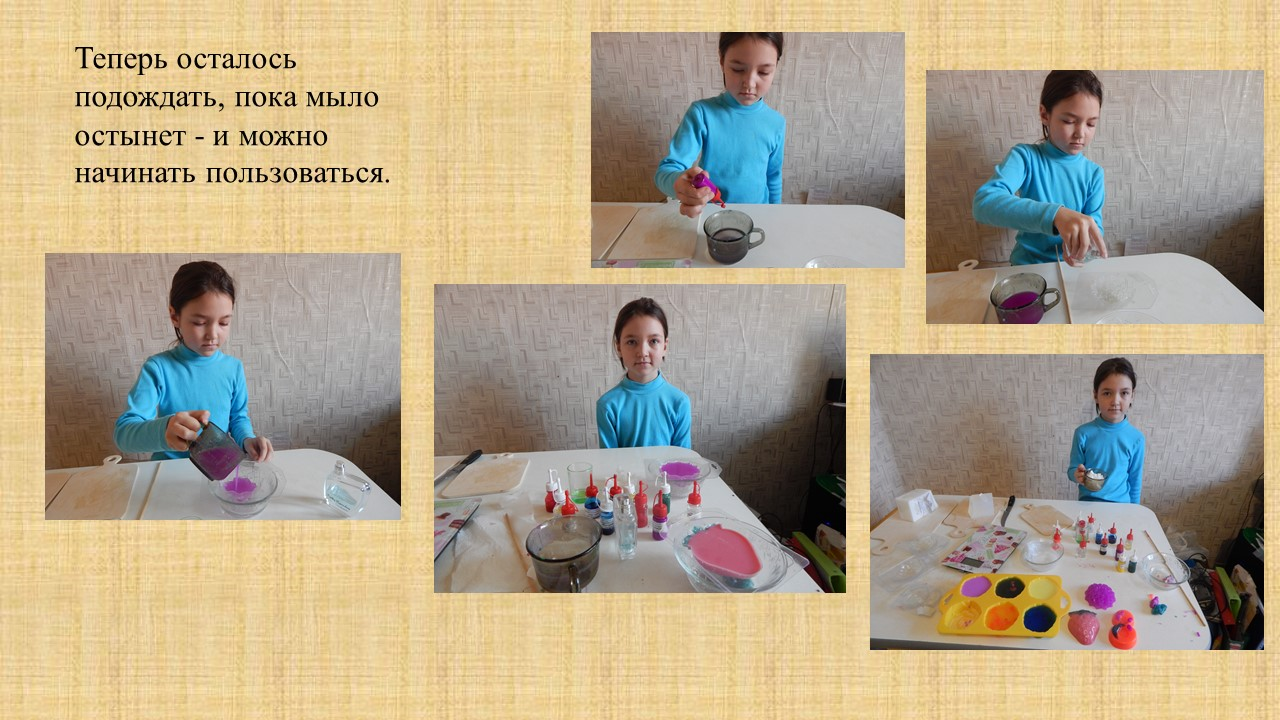 Теперь осталось
подождать, пока мыло
остынет - и можно
начинать пользоваться.